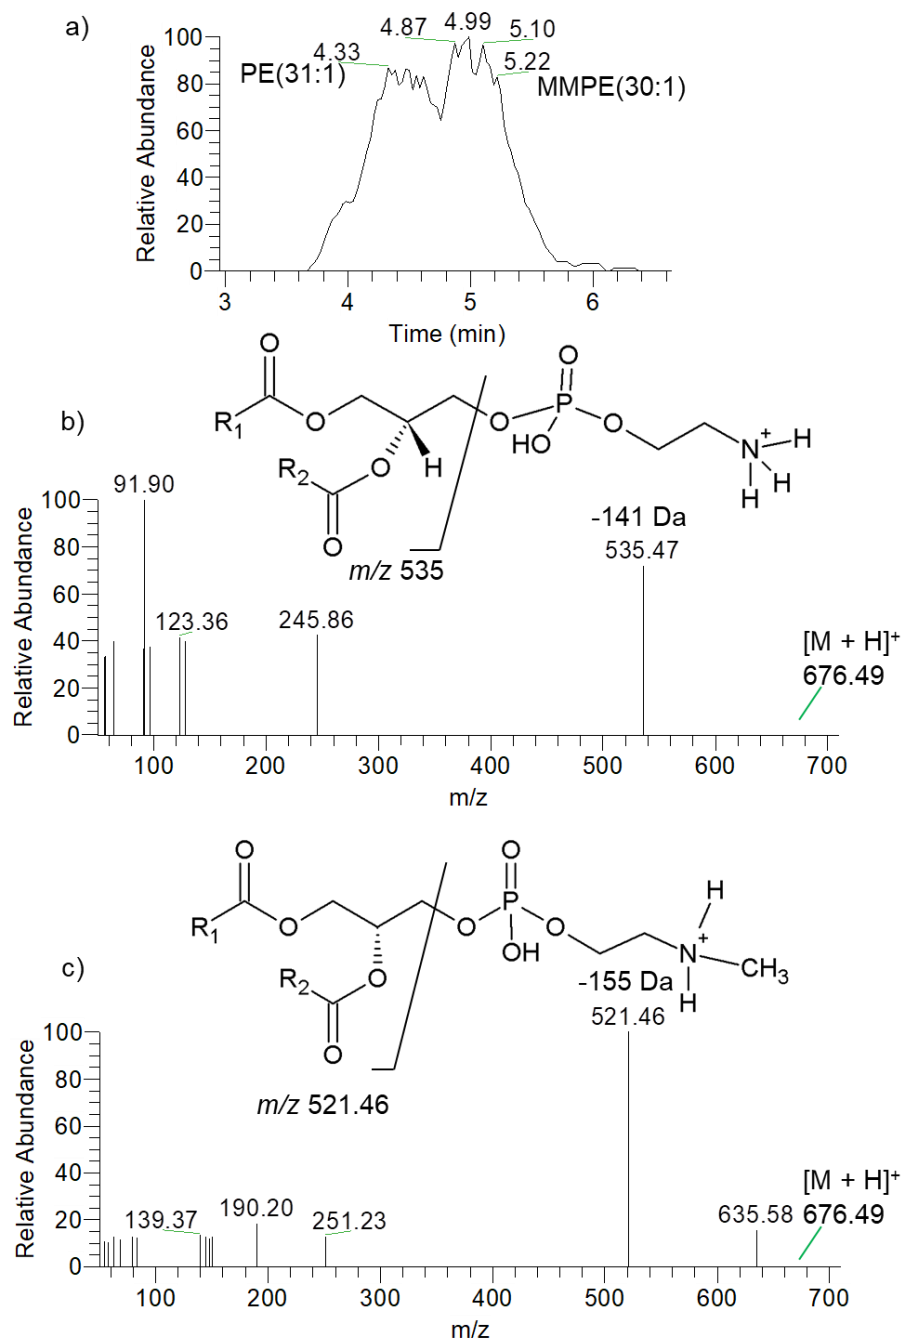 a)
4.87 4.99 5.10
4.33
5.22
PE(31:1)
MMPE(30:1)
Relative Abundance
100
80
60
40
20
0
3 4 5 6
Time (min)
b)
O
O
R1
O
O
P
O
HO
N+
H
H
H
R2
O
H
O
m/z 535
-141 Da
91.90
535.47
123.36
245.86
[M + H]+
676.49
Relative Abundance
100
80
60
40
20
0
100 200 300 400 500 600 700
m/z
c)
O
O
R1
O
O
P
O
OH
N+
H
H
CH3
R2
O
O
m/z 521.46
-155 Da
521.46
139.37
190.20
251.23
635.58
[M + H]+
676.49
Relative Abundance
100
80
60
40
20
0
100 200 300 400 500 600 700
m/z